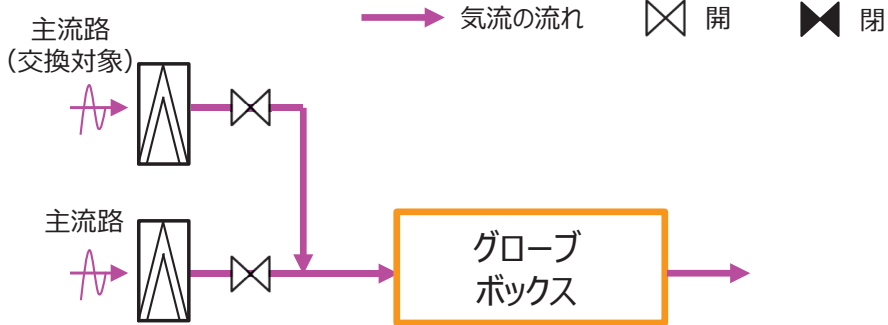 気流の流れ
開
閉
主流路
(交換対象)
主流路
グローブ
ボックス